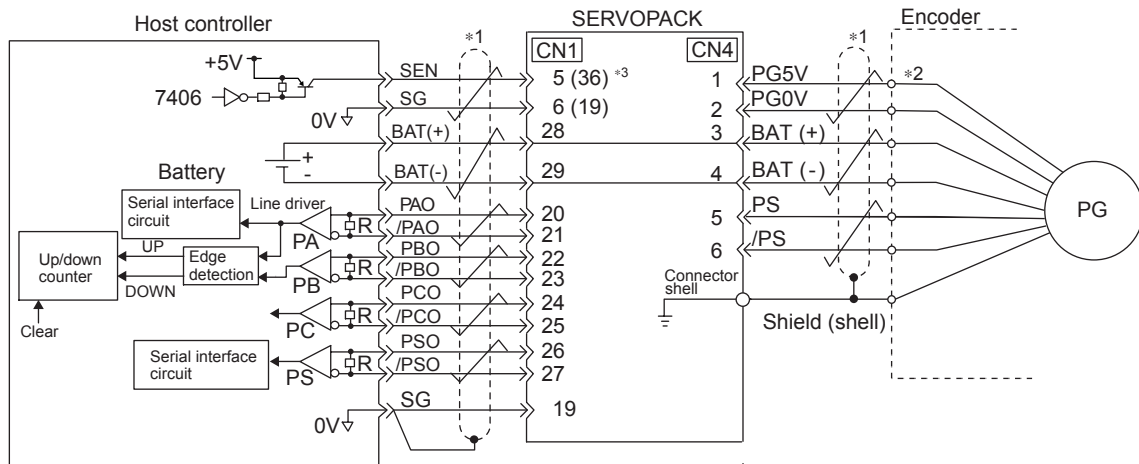 Host controller
SERVOPACK
Encoder
*1
*1
CN1
CN4
+5V
SEN
5 (36) *3
1
PG5V
*2
7406
SG
6 (19)
2
PG0V
0V
BAT(+)
28
3
BAT (+)
+
-
Battery
BAT(-)
29
4
BAT (-)
Serial interface
circuit
Line driver
PAO
20
5
PS
PG
PA
R
/PAO
21
UP
PBO
22
6
/PS
Up/down
counter
Edge
detection
R
/PBO
23
PB
DOWN
PCO
24
Connector
shell
Clear
PC
R
/PCO
25
Shield (shell)
PSO
26
Serial interface
circuit
PS
R
/PSO
27
SG
19
0V